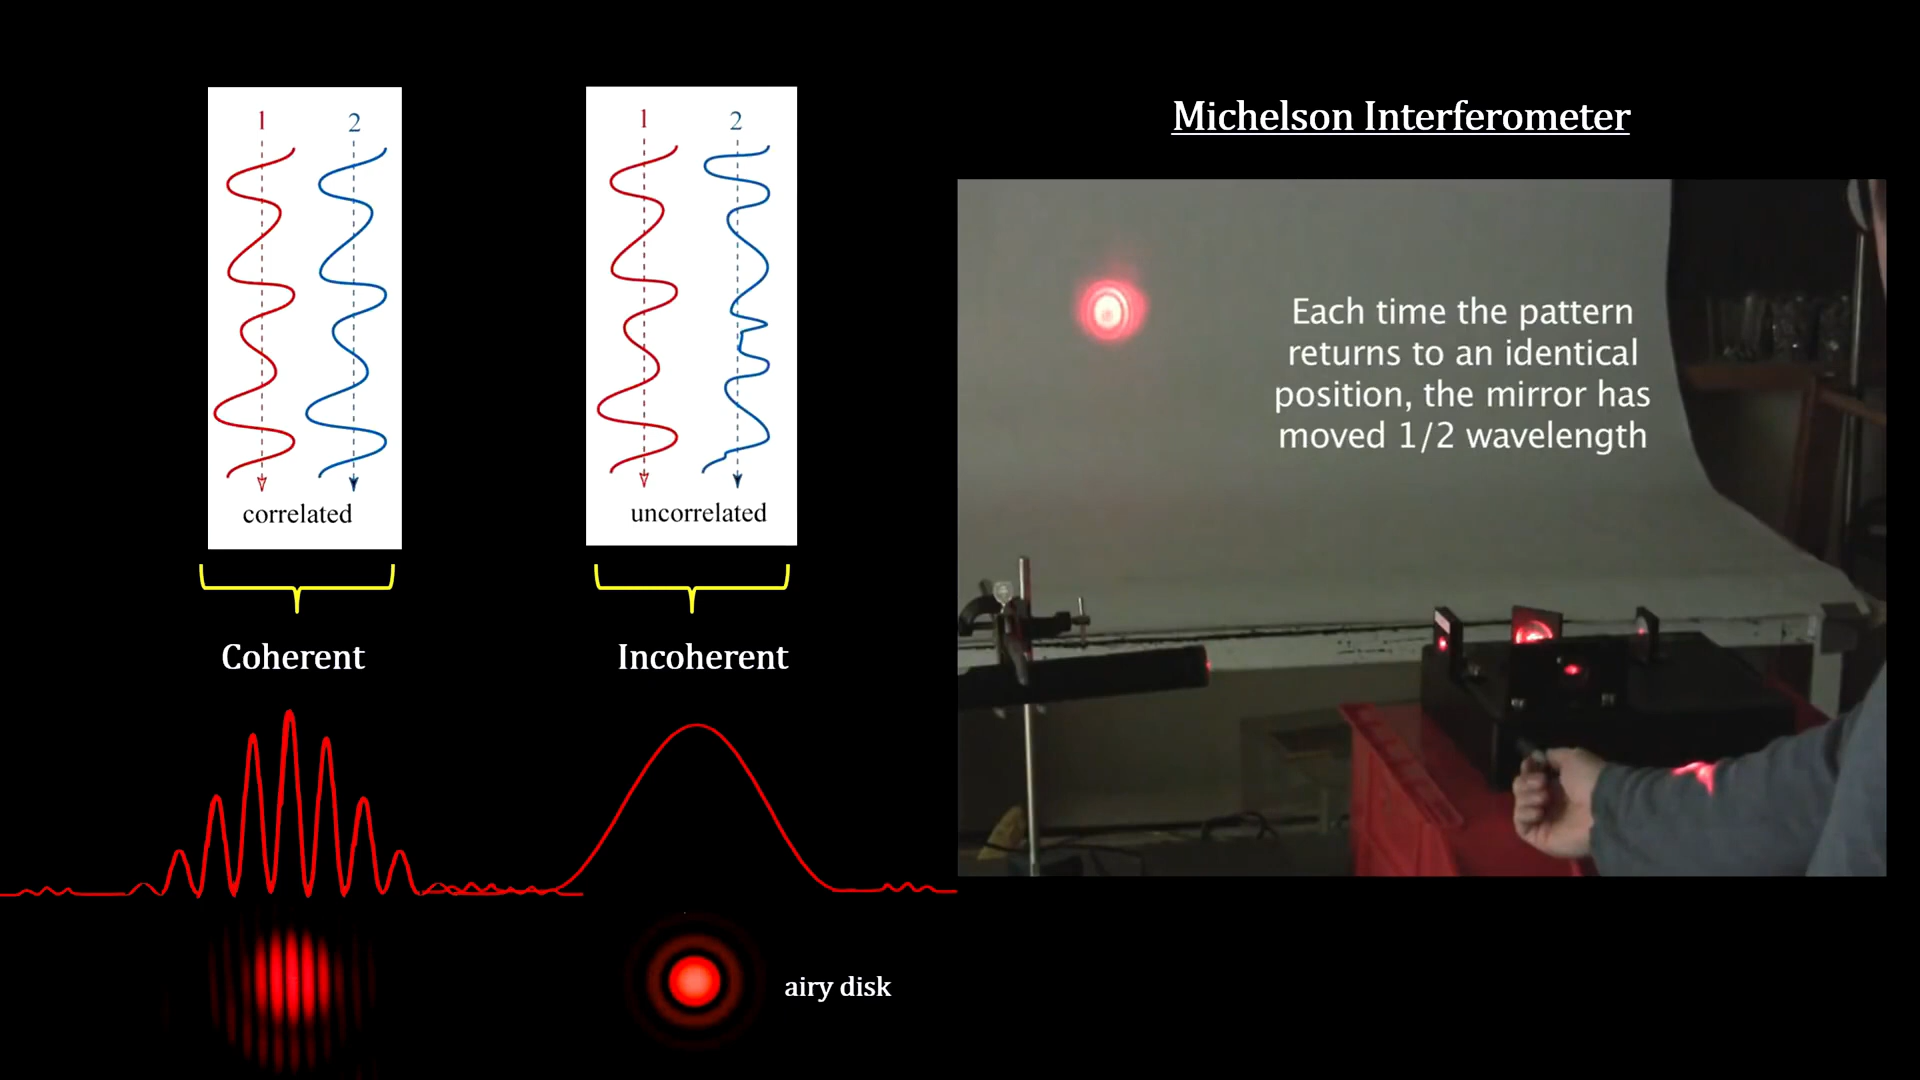 1 2
correlated
1 2
uncorrelated
Coherent
Incoherent
airy disk
Michelson Interferometer
Each time the pattern
returns to an identical
position, the mirror has
moved 1/2 wavelength